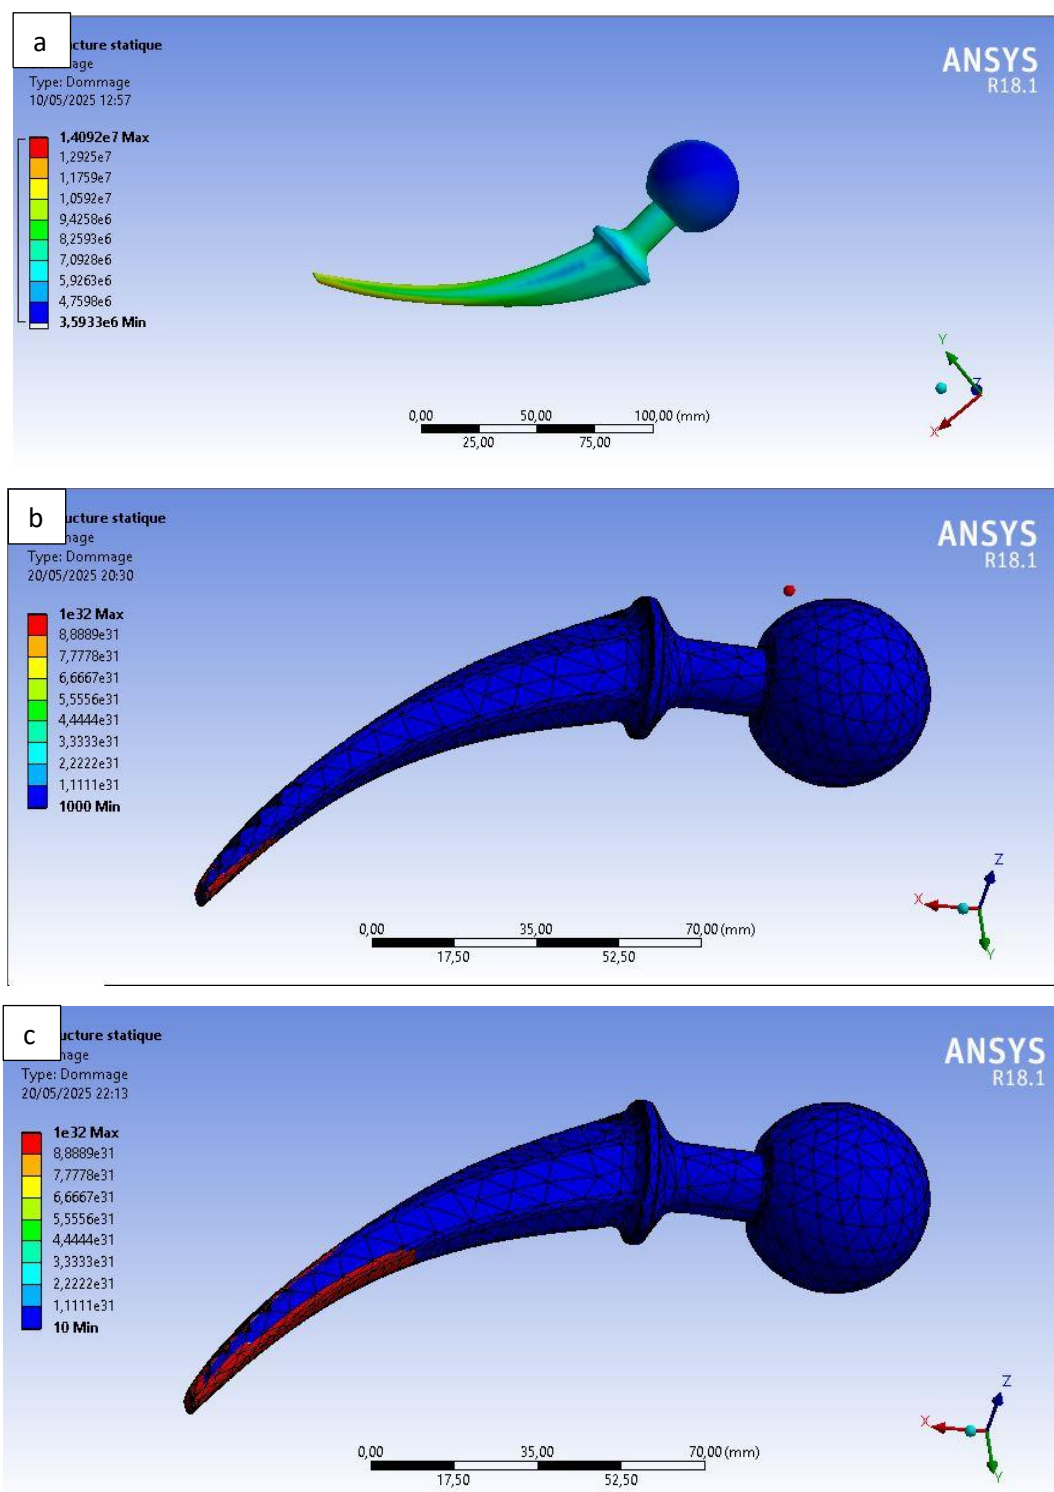 a
cture statique
age
Type: Dommage
10/05/2025 12:57
1,4092e7 Max
1,2925e7
1,1759e7
1,0592e7
9,4258e6
8,2593e6
7,0928e6
5,9263e6
4,7598e6
3,5933e6 Min
ANSYS
R18.1
0,00 50,00 100,00 (mm)
25,00 75,00
Y
Z
X
b
ucture statique
nage
Type: Dommage
20/05/2025 20:30
1e32 Max
8,8889e31
7,7778e31
6,6667e31
5,5556e31
4,4444e31
3,3333e31
2,2222e31
1,1111e31
1000 Min
ANSYS
R18.1
0,00 35,00 70,00 (mm)
17,50 52,50
Z
X
Y
c
ucture statique
nage
Type: Dommage
20/05/2025 22:13
1e32 Max
8,8889e31
7,7778e31
6,6667e31
5,5556e31
4,4444e31
3,3333e31
2,2222e31
1,1111e31
10 Min
ANSYS
R18.1
0,00 35,00 70,00 (mm)
17,50 52,50
Z
X
Y